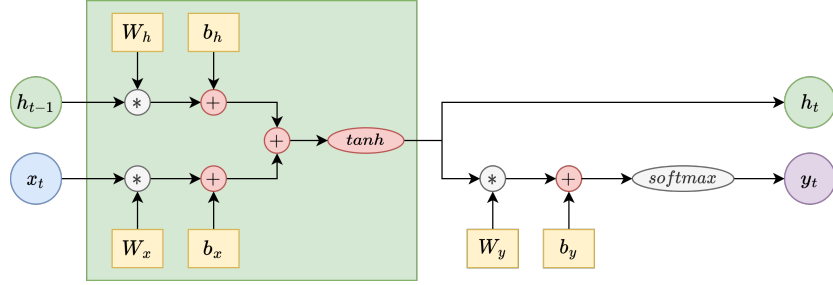 W_h b_h
h_{t-1} * + h_t
+ tanh
x_t * + * + softmax y_t
W_x b_x W_y b_y